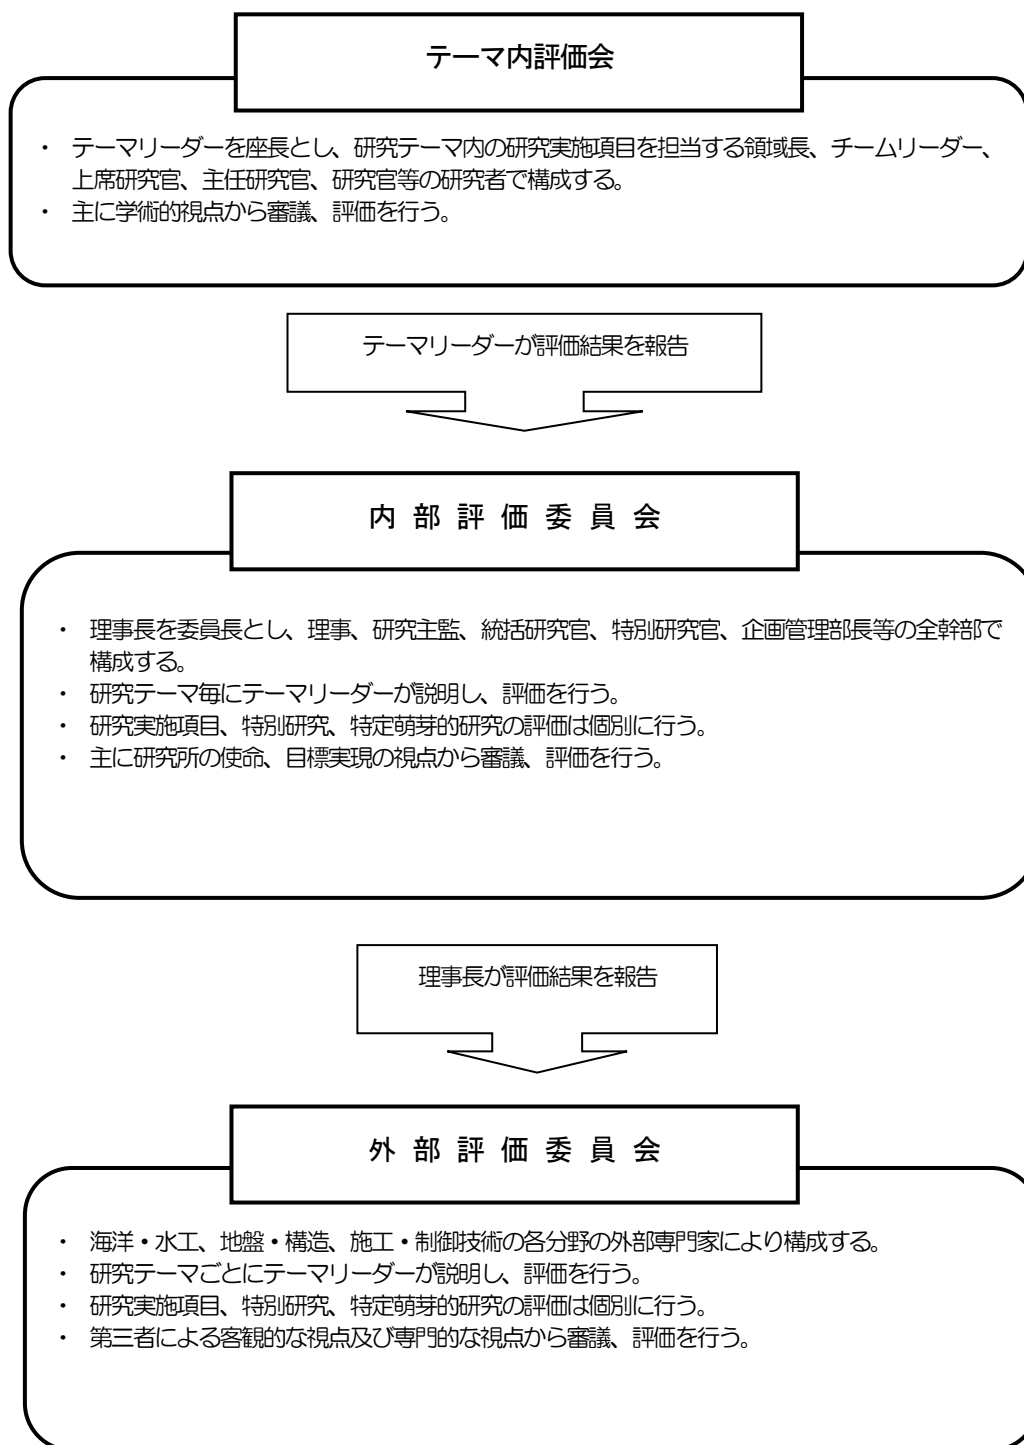 テーマ内評価会
・ テーマリーダーを座長とし、研究テーマ内の研究実施項目を担当する領域長、チームリーダー、
上席研究官、主任研究官、研究官等の研究者で構成する。
・ 主に学術的視点から審議、評価を行う。
テーマリーダーが評価結果を報告
内 部 評 価 委 員 会
・ 理事長を委員長とし、理事、研究主監、統括研究官、特別研究官、企画管理部長等の全幹部で
構成する。
・ 研究テーマ毎にテーマリーダーが説明し、評価を行う。
・ 研究実施項目、特別研究、特定萌芽的研究の評価は個別に行う。
・ 主に研究所の使命、目標実現の視点から審議、評価を行う。
理事長が評価結果を報告
外 部 評 価 委 員 会
・ 海洋・水工、地盤・構造、施工・制御技術の各分野の外部専門家により構成する。
・ 研究テーマごとにテーマリーダーが説明し、評価を行う。
・ 研究実施項目、特別研究、特定萌芽的研究の評価は個別に行う。
・ 第三者による客観的な視点及び専門的な視点から審議、評価を行う。